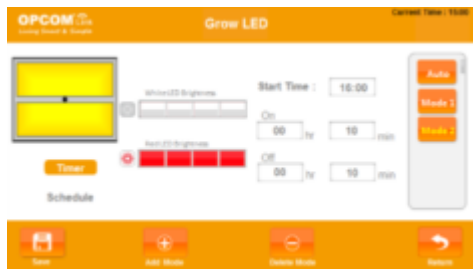 OPCOM Link
Living Smart & Simple
Grow LED
Current Time : 15:00
White LED Brightness
Red LED Brightness
Timer
Schedule
Start Time : 16:00
On
00 hr 10 min
Off
00 hr 10 min
Auto
Mode 1
Mode 2
Save
Add Mode
Delete Mode
Return